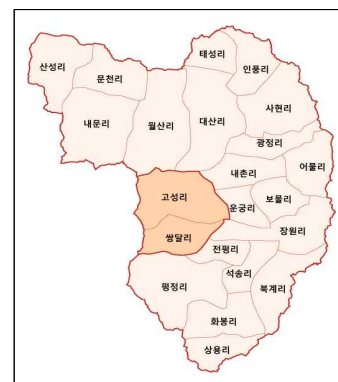 태성리
산성리
인풍리
문천리
사현리
내문리
월산리
대산리
광정리
어물리
내촌리
고성리
보물리
운궁리
장원리
쌍달리
전평리
석송리
평정리
북계리
화봉리
상용리